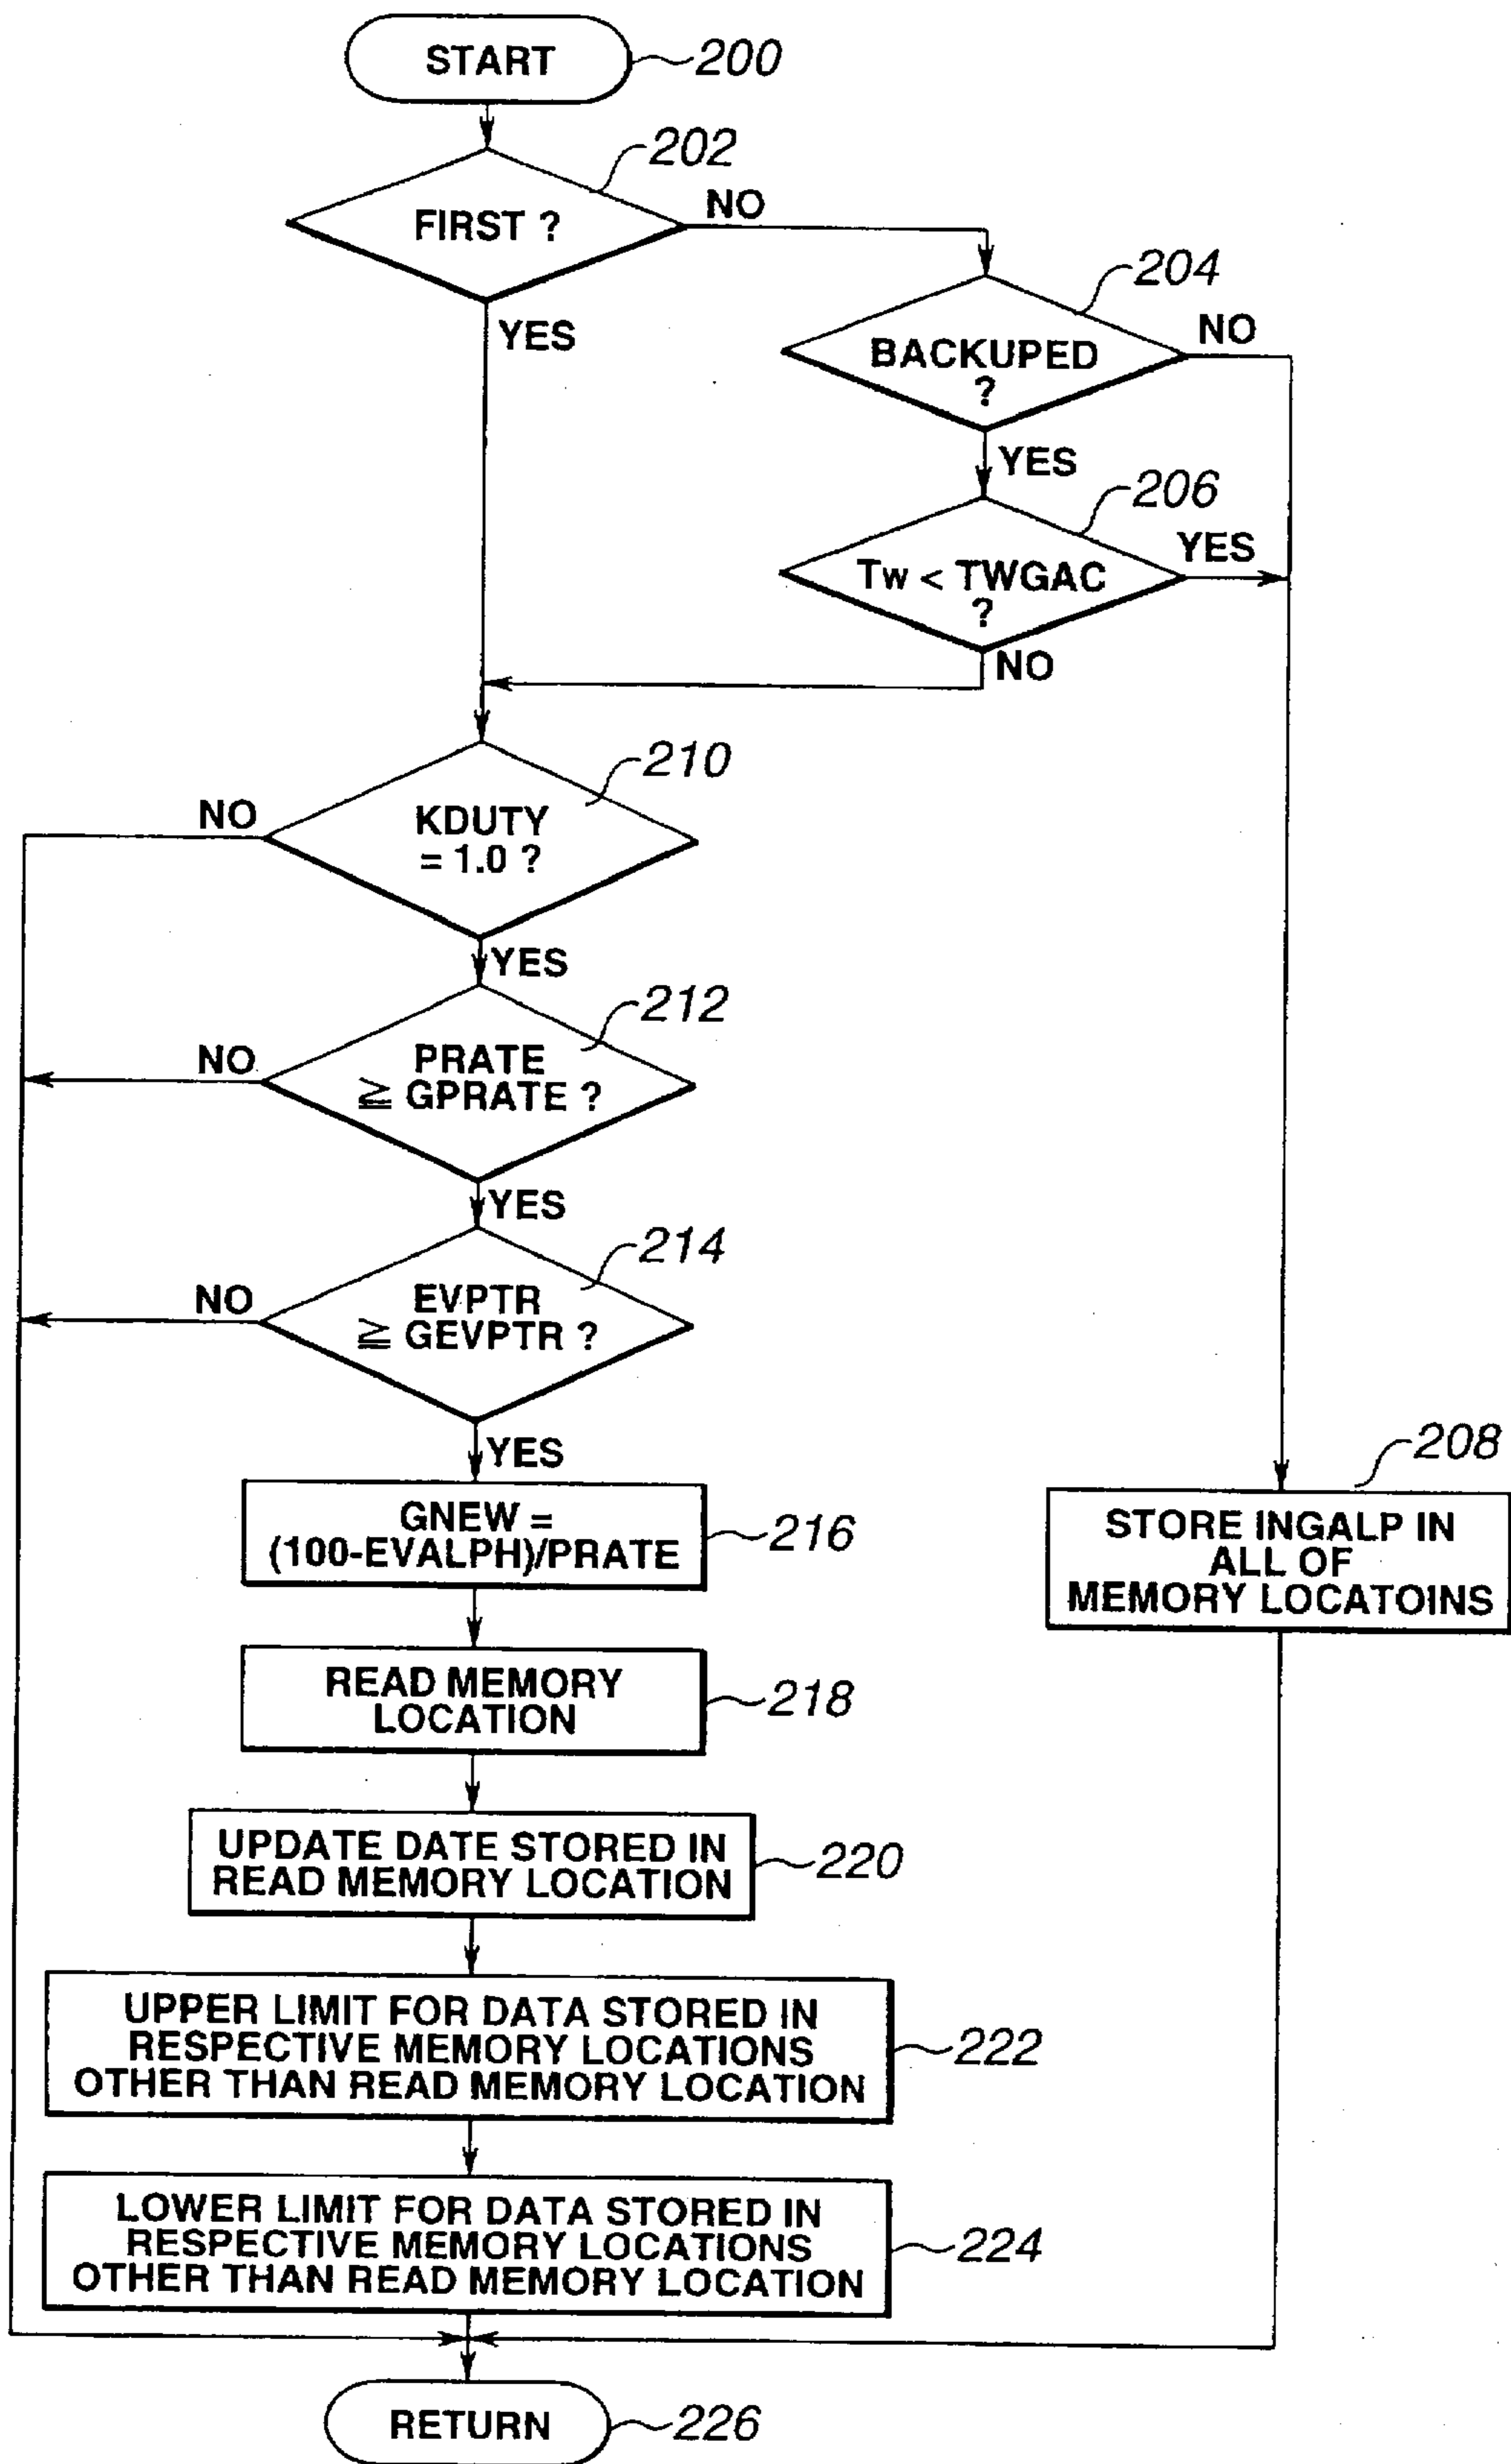 START
200
202
FIRST ?
NO
YES
204
BACKUPED
?
NO
YES
206
Tw < TWGAC
?
YES
NO
210
KDUTY
= 1.0 ?
NO
YES
212
PRATE
≧ GPRATE ?
NO
YES
214
EVPTR
≧ GEVPTR ?
NO
YES
GNEW =
(100-EVALPH)/PRATE
216
208
STORE INGALP IN
ALL OF
MEMORY LOCATOINS
READ MEMORY
LOCATION
218
UPDATE DATE STORED IN
READ MEMORY LOCATION
220
UPPER LIMIT FOR DATA STORED IN
RESPECTIVE MEMORY LOCATIONS
OTHER THAN READ MEMORY LOCATION
222
LOWER LIMIT FOR DATA STORED IN
RESPECTIVE MEMORY LOCATIONS
OTHER THAN READ MEMORY LOCATION
224
RETURN
226